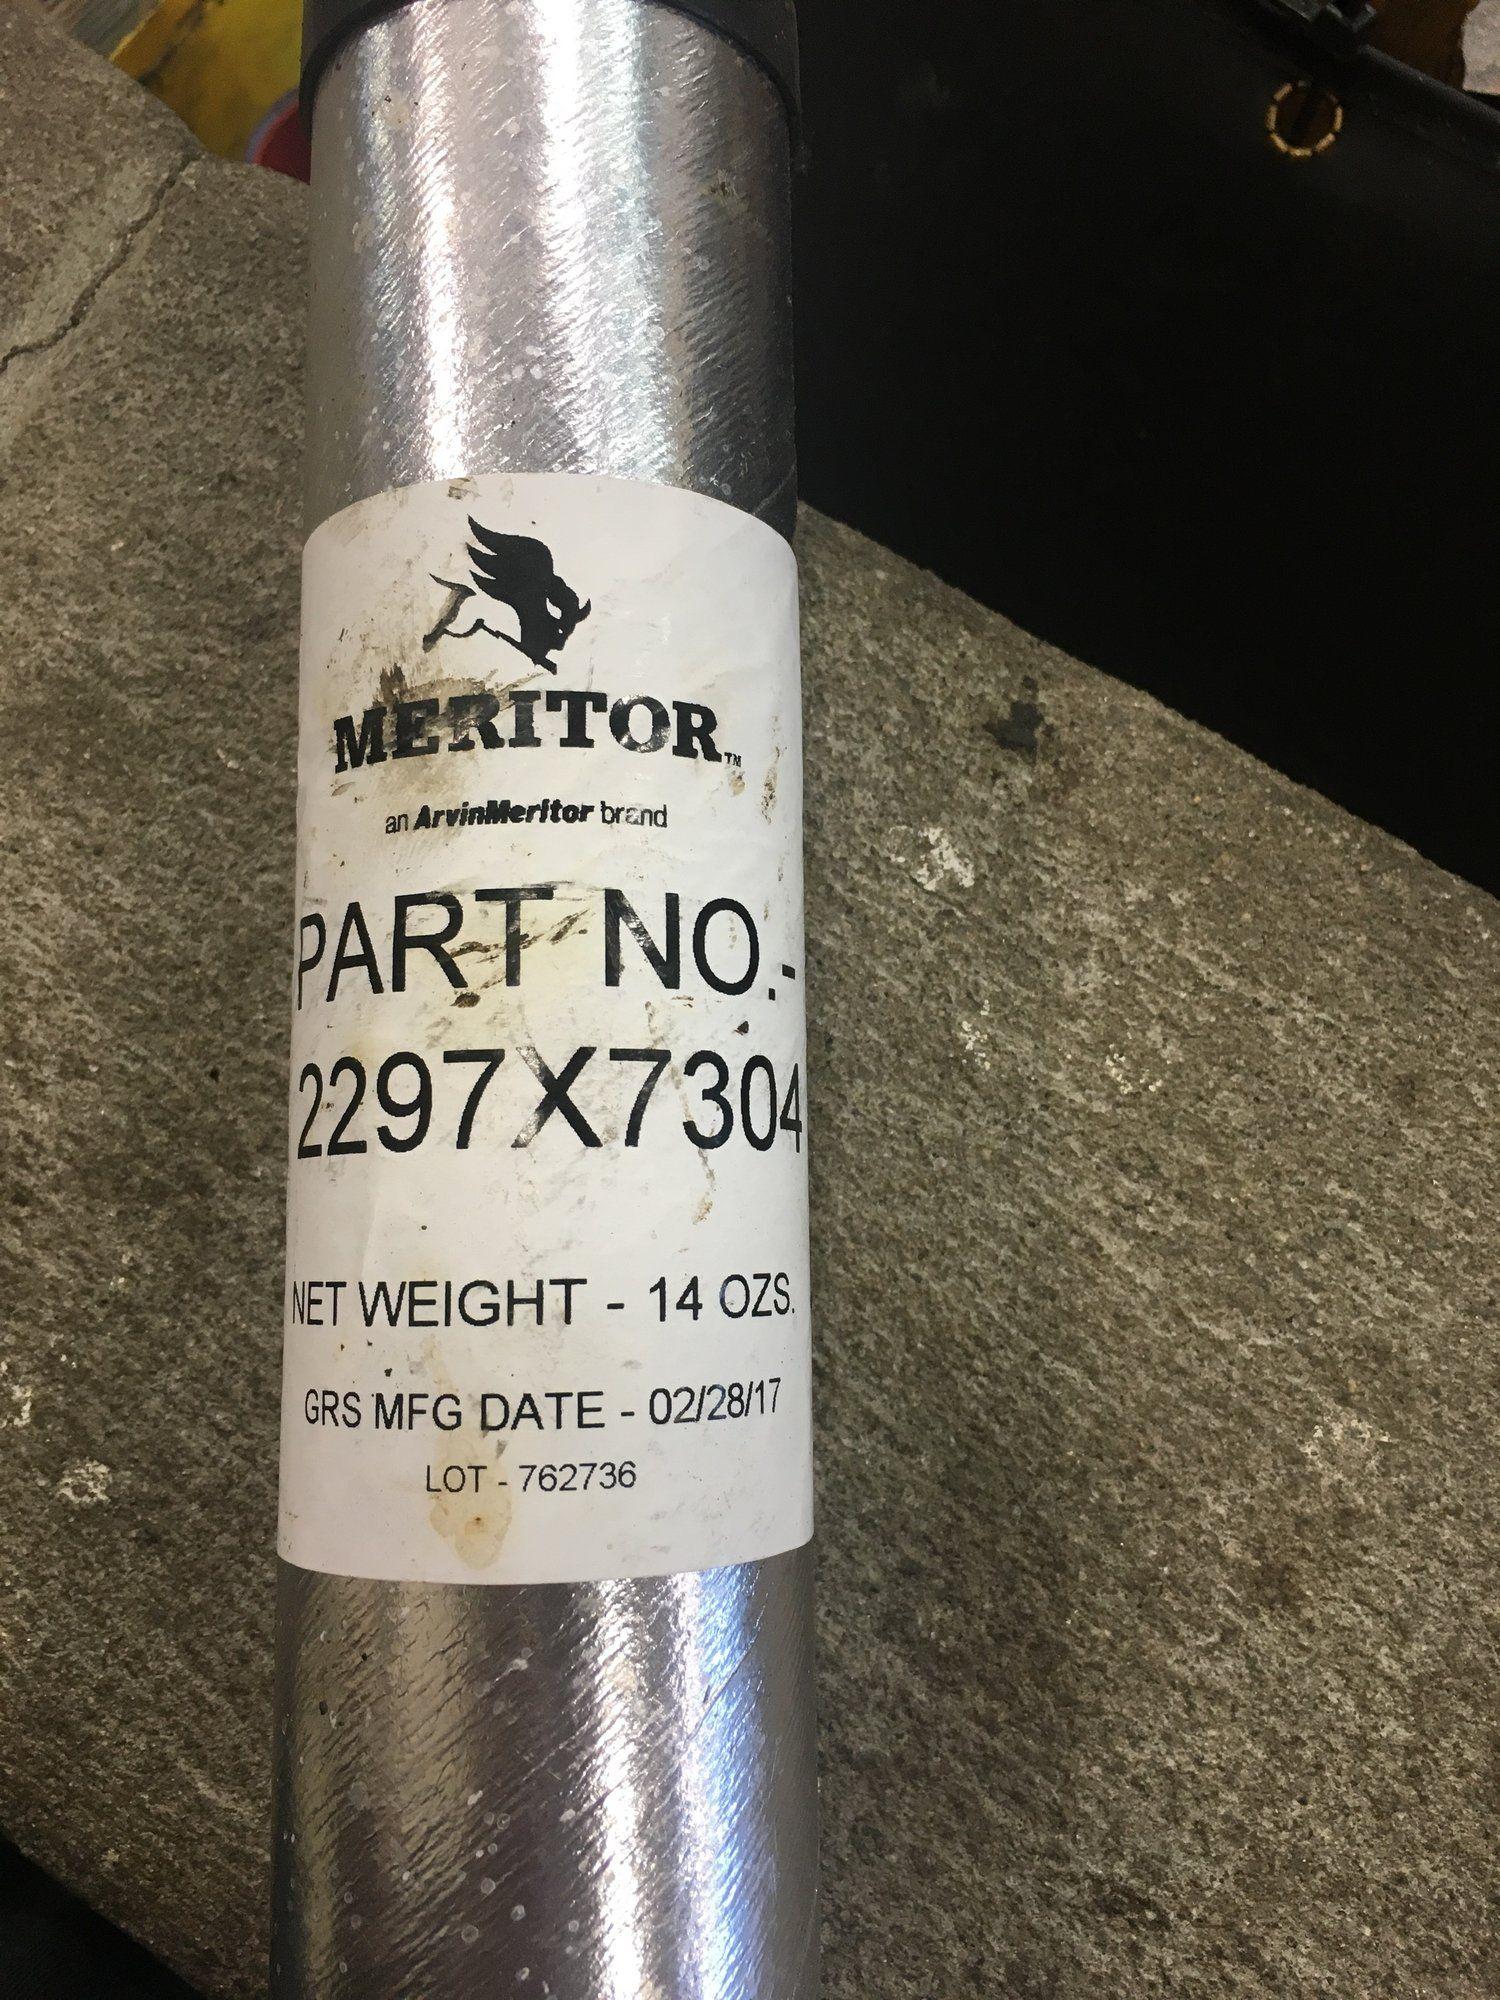 MERITOR™
an ArvinMeritor brand
PART NO.-
2297X7304
NET WEIGHT - 14 OZS.
GRS MFG DATE - 02/28/17
LOT - 762736